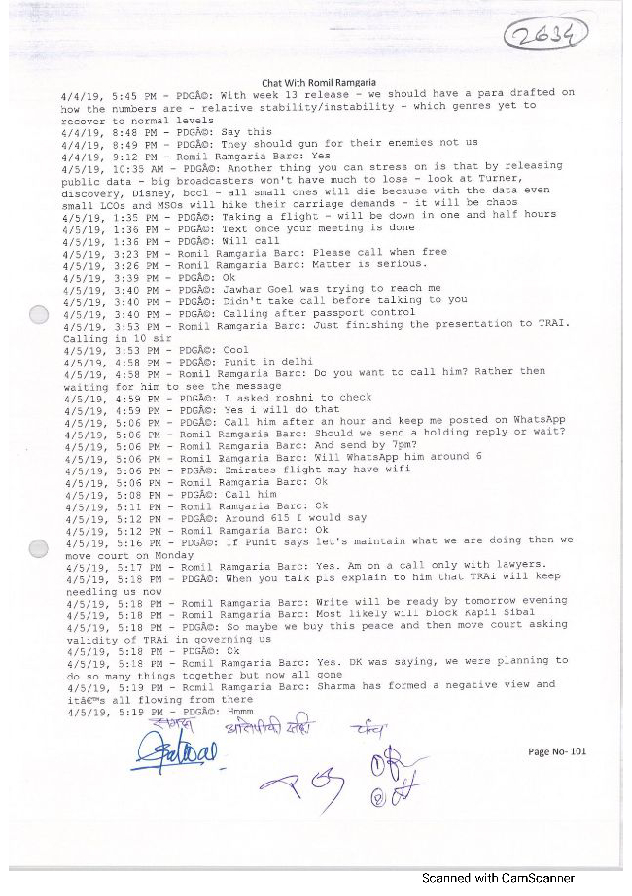 2634
Chat With Romil Ramgaria
4/4/19, 5:45 PM - PDGÂ©: With week 13 release - we should have a para drafted on
how the numbers are - relative stability/instability - which genres yet to
recover to normal levels
4/4/19, 8:48 PM - PDGÂ©: Say this
4/4/19, 8:49 PM - PDGÂ©: They should gun for their enemies not us
4/4/19, 9:12 PM - Romil Ramgaria Barc: Yes
4/5/19, 10:35 AM - PDGÂ©: Another thing you can stress on is that by releasing
public data - big broadcasters won't have much to lose - look at Turner,
discovery, Disney, bccl - all small ones will die because with the data even
small LCOs and MSOs will hike their carriage demands - it will be chaos
4/5/19, 1:35 PM - PDGÂ©: Taking a flight - will be down in one and half hours
4/5/19, 1:36 PM - PDGÂ©: Text once your meeting is done
4/5/19, 1:36 PM - PDGÂ©: Will call
4/5/19, 3:23 PM - Romil Ramgaria Barc: Please call when free
4/5/19, 3:26 PM - Romil Ramgaria Barc: Matter is serious.
4/5/19, 3:39 PM - PDGÂ©: Ok
4/5/19, 3:40 PM - PDGÂ©: Jawhar Goel was trying to reach me
4/5/19, 3:40 PM - PDGÂ©: Didn't take call before talking to you
4/5/19, 3:40 PM - PDGÂ©: Calling after passport control
4/5/19, 3:53 PM - Romil Ramgaria Barc: Just finishing the presentation to TRAI.
Calling in 10 sir
4/5/19, 3:53 PM - PDGÂ©: Cool
4/5/19, 4:58 PM - PDGÂ©: Punit in delhi
4/5/19, 4:58 PM - Romil Ramgaria Barc: Do you want to call him? Rather then
waiting for him to see the message
4/5/19, 4:59 PM - PDGÂ©: I asked roshni to check
4/5/19, 4:59 PM - PDGÂ©: Yes i will do that
4/5/19, 5:06 PM - PDGÂ©: Call him after an hour and keep me posted on WhatsApp
4/5/19, 5:06 PM - Romil Ramgaria Barc: Should we send a holding reply or wait?
4/5/19, 5:06 PM - Romil Ramgaria Barc: And send by 7pm?
4/5/19, 5:06 PM - Romil Ramgaria Barc: Will WhatsApp him around 6
4/5/19, 5:06 PM - PDGÂ©: Emirates flight may have wifi
4/5/19, 5:06 PM - Romil Ramgaria Barc: Ok
4/5/19, 5:08 PM - PDGÂ©: Call him
4/5/19, 5:11 PM - Romil Ramgaria Barc: Ok
4/5/19, 5:12 PM - PDGÂ©: Around 615 I would say
4/5/19, 5:12 PM - Romil Ramgaria Barc: Ok
4/5/19, 5:16 PM - PDGÂ©: If Punit says let's maintain what we are doing then we
move court on Monday
4/5/19, 5:17 PM - Romil Ramgaria Barc: Yes. Am on a call only with lawyers.
4/5/19, 5:18 PM - PDGÂ©: When you talk pls explain to him that TRAi will keep
needling us now
4/5/19, 5:18 PM - Romil Ramgaria Barc: Write will be ready by tomorrow evening
4/5/19, 5:18 PM - Romil Ramgaria Barc: Most likely will block Kapil Sibal
4/5/19, 5:18 PM - PDGÂ©: So maybe we buy this peace and then move court asking
validity of TRAi in governing us
4/5/19, 5:18 PM - PDGÂ©: Ok
4/5/19, 5:18 PM - Romil Ramgaria Barc: Yes. DK was saying, we were planning to
do so many things together but now all gone
4/5/19, 5:19 PM - Romil Ramgaria Barc: Sharma has formed a negative view and
itâ€™s all flowing from there
4/5/19, 5:19 PM - PDGÂ©: Hmmm
समक्ष
पंच
①
②
Page No- 101
Scanned with CamScanner